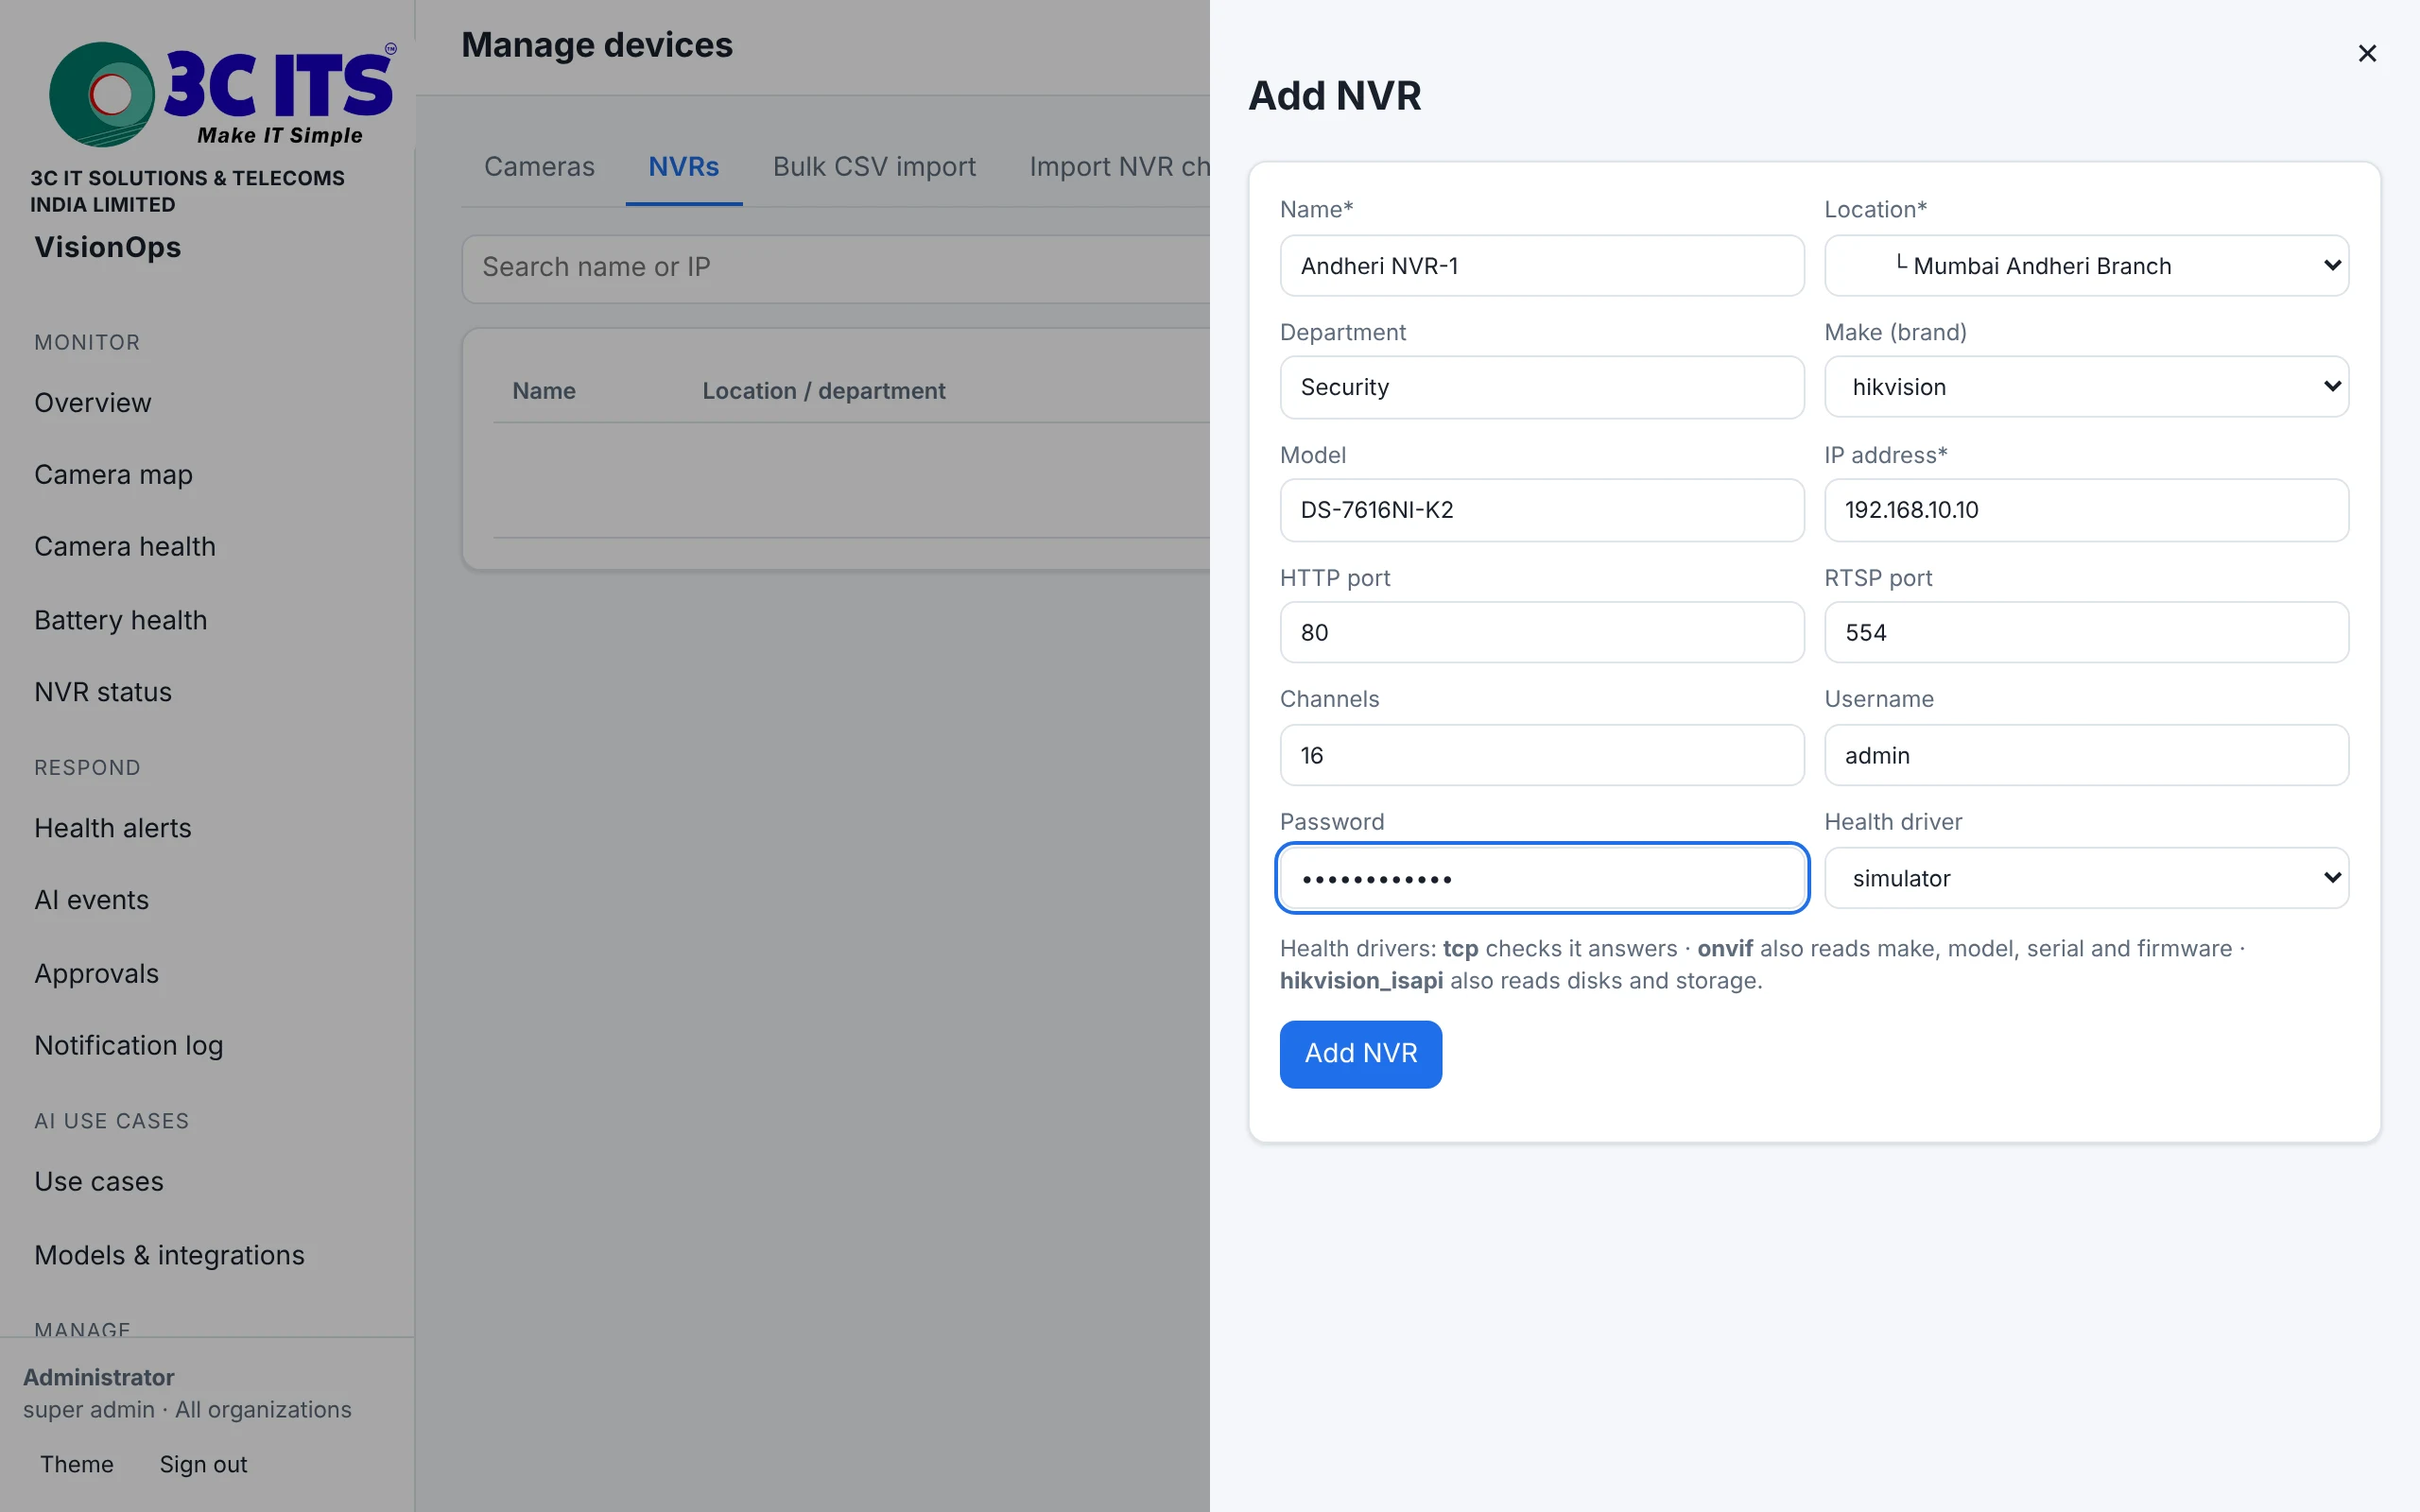 3C ITS
TM
Make IT Simple
3C IT SOLUTIONS & TELECOMS
INDIA LIMITED
VisionOps
MONITOR
Overview
Camera map
Camera health
Battery health
NVR status
RESPOND
Health alerts
AI events
Approvals
Notification log
AI USE CASES
Use cases
Models & integrations
MANAGE
Administrator
super admin · All organizations
Theme Sign out
Manage devices
Cameras NVRs Bulk CSV import Import NVR ch
Search name or IP
Name Location / department
×
Add NVR
Name* Location*
Andheri NVR-1 └ Mumbai Andheri Branch
Department Make (brand)
Security hikvision
Model IP address*
DS-7616NI-K2 192.168.10.10
HTTP port RTSP port
80 554
Channels Username
16 admin
Password Health driver
•••••••••••• simulator
Health drivers: tcp checks it answers · onvif also reads make, model, serial and firmware ·
hikvision_isapi also reads disks and storage.
Add NVR